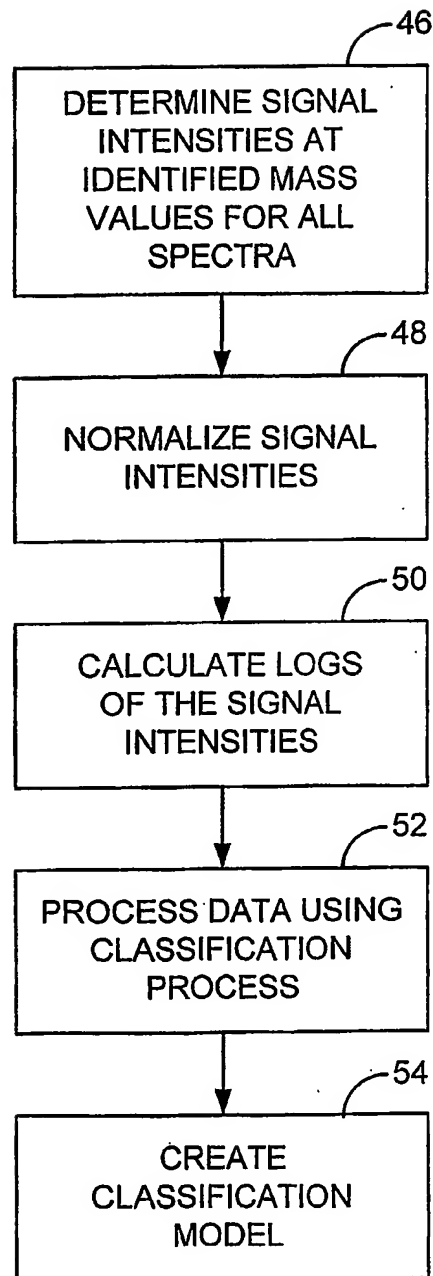 46
DETERMINE SIGNAL
INTENSITIES AT
IDENTIFIED MASS
VALUES FOR ALL
SPECTRA
48
NORMALIZE SIGNAL
INTENSITIES
50
CALCULATE LOGS
OF THE SIGNAL
INTENSITIES
52
PROCESS DATA USING
CLASSIFICATION
PROCESS
54
CREATE
CLASSIFICATION
MODEL